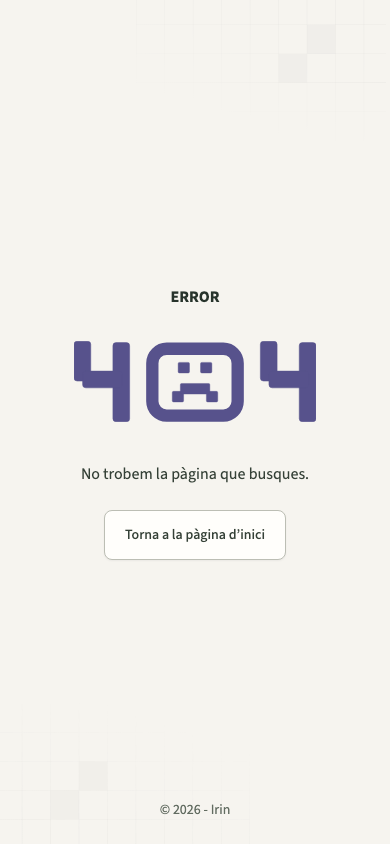 ERROR
404
No trobem la pàgina que busques.
Torna a la pàgina d’inici
© 2026 - Irin